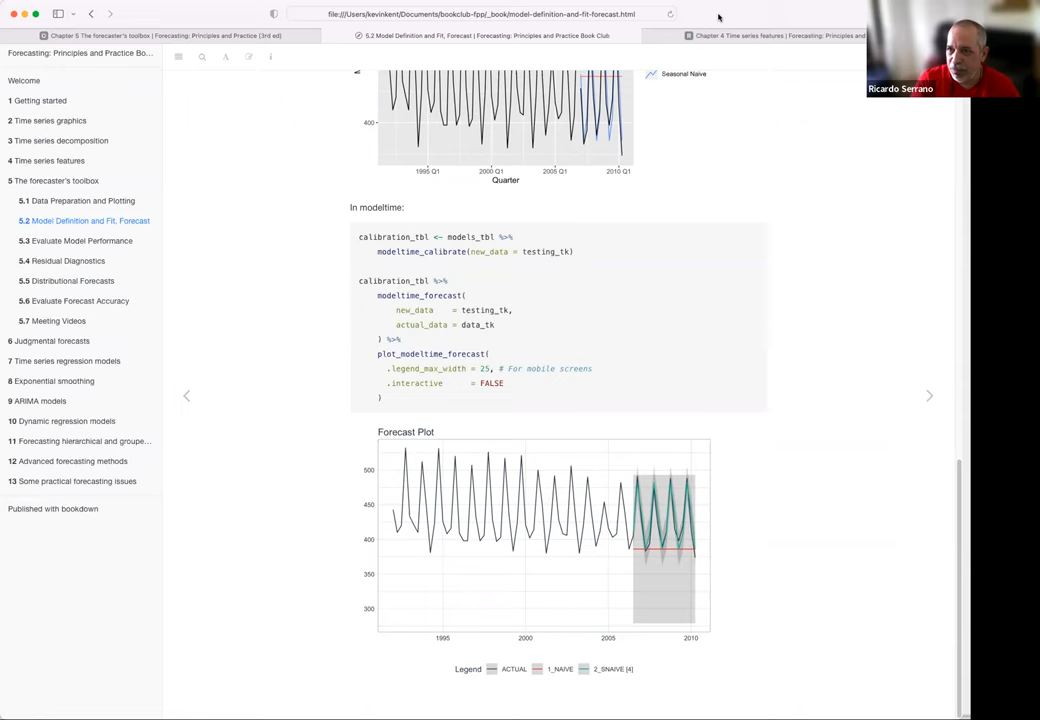 file:///Users/kevinkent/Documents/bookclub-fpp/_book/model-definition-and-fit-forecast.html
Chapter 5 The forecaster's toolbox | Forecasting: Principles and Practice (3rd ed)
5.2 Model Definition and Fit, Forecast | Forecasting: Principles and Practice Book Club
Chapter 4 Time series features | Forecasting: Principles and
Ricardo Serrano
Forecasting: Principles and Practice Bo...
Welcome
1 Getting started
2 Time series graphics
3 Time series decomposition
4 Time series features
5 The forecaster's toolbox
5.1 Data Preparation and Plotting
5.2 Model Definition and Fit, Forecast
5.3 Evaluate Model Performance
5.4 Residual Diagnostics
5.5 Distributional Forecasts
5.6 Evaluate Forecast Accuracy
5.7 Meeting Videos
6 Judgmental forecasts
7 Time series regression models
8 Exponential smoothing
9 ARIMA models
10 Dynamic regression models
11 Forecasting hierarchical and groupe...
12 Advanced forecasting methods
13 Some practical forecasting issues
Published with bookdown
A
i
Seasonal Naive
400
1995 Q1
2000 Q1
2005 Q1
2010 Q1
Quarter
In modeltime:
calibration_tbl <- models_tbl %>%
modeltime_calibrate(new_data = testing_tk)
calibration_tbl %>%
modeltime_forecast(
new_data = testing_tk,
actual_data = data_tk
) %>%
plot_modeltime_forecast(
.legend_max_width = 25, # For mobile screens
.interactive = FALSE
)
Forecast Plot
500
450
400
350
300
1995
2000
2005
2010
Legend ACTUAL 1_NAIVE 2_SNAIVE [4]